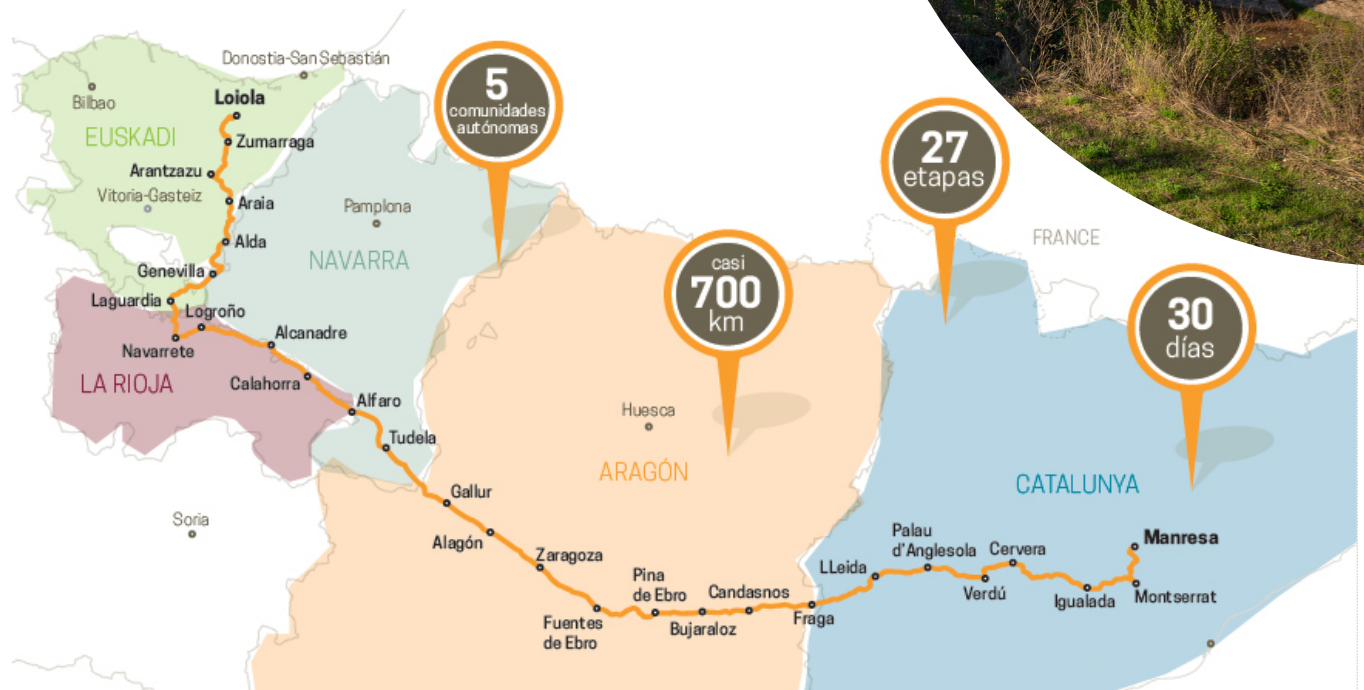 Donostia-San Sebastián
Bilbao
Loiola
EUSKADI
Zumarraga
Arantzazu
Vitoria-Gasteiz
Araia
Pamplona
Alda
NAVARRA
Genevilla
Laguardia
Logroño
Navarrete
Alcanadre
LA RIOJA
Calahorra
Alfaro
Tudela
5
comunidades
autónomas
27
etapas
casi
700
km
FRANCE
30
días
Huesca
ARAGÓN
CATALUNYA
Soria
Gallur
Alagón
Zaragoza
Fuentes
de Ebro
Pina
de Ebro
Bujaraloz
Candasnos
Fraga
LLeida
Palau
d'Anglesola
Verdú
Cervera
Igualada
Manresa
Montserrat